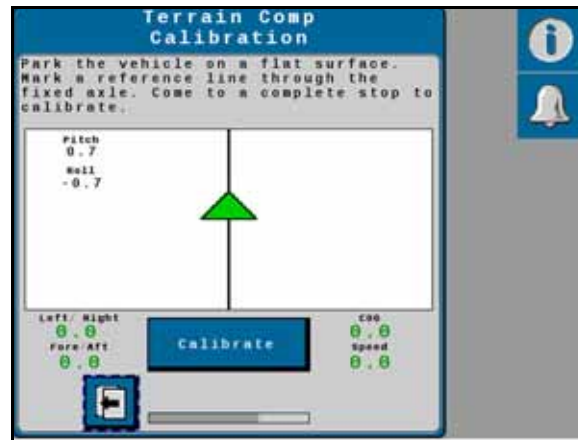 Terrain Comp
Calibration
Park the vehicle on a flat surface.
Mark a reference line through the
fixed axle. Come to a complete stop to
calibrate.
Pitch
0.7
Roll
-0.7
Left/ Right
0.0
Fore/Aft
0.0
Calibrate
COG
0.0
Speed
0.0